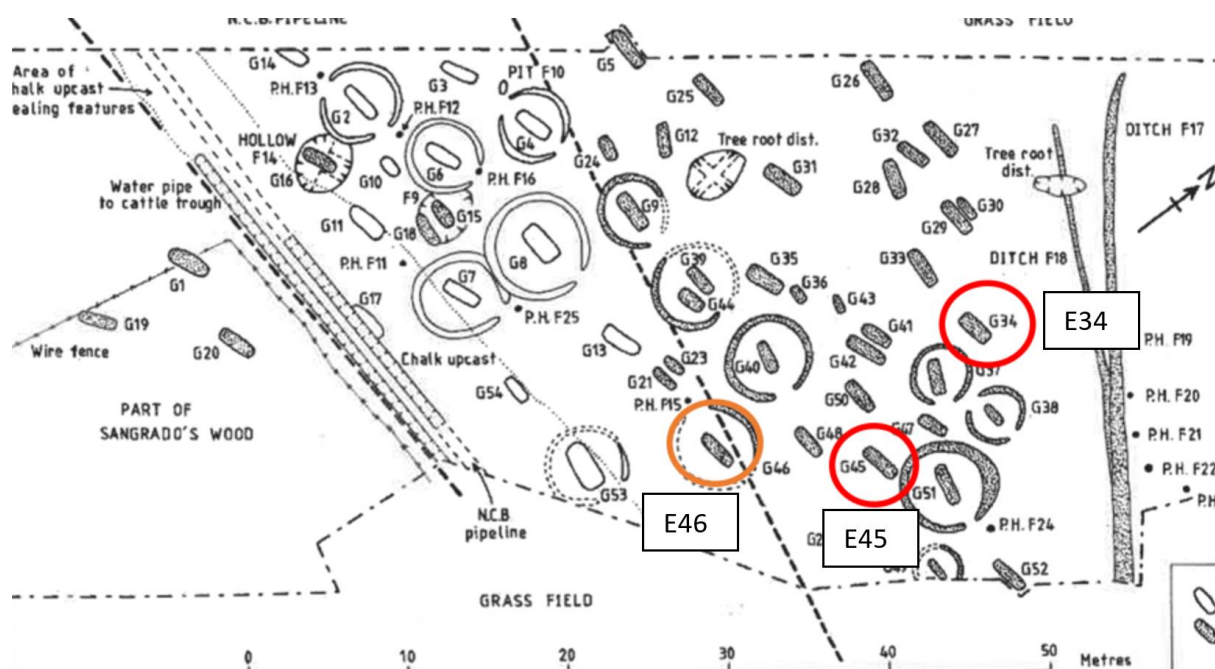 N.C.B. PIPELINE
GRASS FIELD
Area of
chalk upcast
sealing features
G14
P.H. F13
G3
PIT F10
G5
G2
P.H. F12
G25
G26
G4
G12
G32
G27
DITCH F17
HOLLOW
F14
G24
Tree root dist.
Tree root
dist.
G16
G10
G6
P.H. F16
G31
G28
N
Water pipe
to cattle trough
F9
G15
G9
G30
G11
G18
G29
G8
G39
G35
G33
DITCH F18
P.H. F11
G7
G36
G1
G44
G43
G34
E34
G17
P.H. F25
G41
P.H. F19
G19
G20
G13
G42
Wire fence
Chalk upcast
G23
G40
G37
G54
G21
G50
P.H. F20
PART OF
SANGRADO'S WOOD
P.H. F15
G38
G47
P.H. F21
G48
G46
G45
P.H. F22
G53
G51
P.H.
N.C.B.
pipeline
E46
E45
P.H. F24
G52
GRASS FIELD
0
10
20
30
40
50
Metres